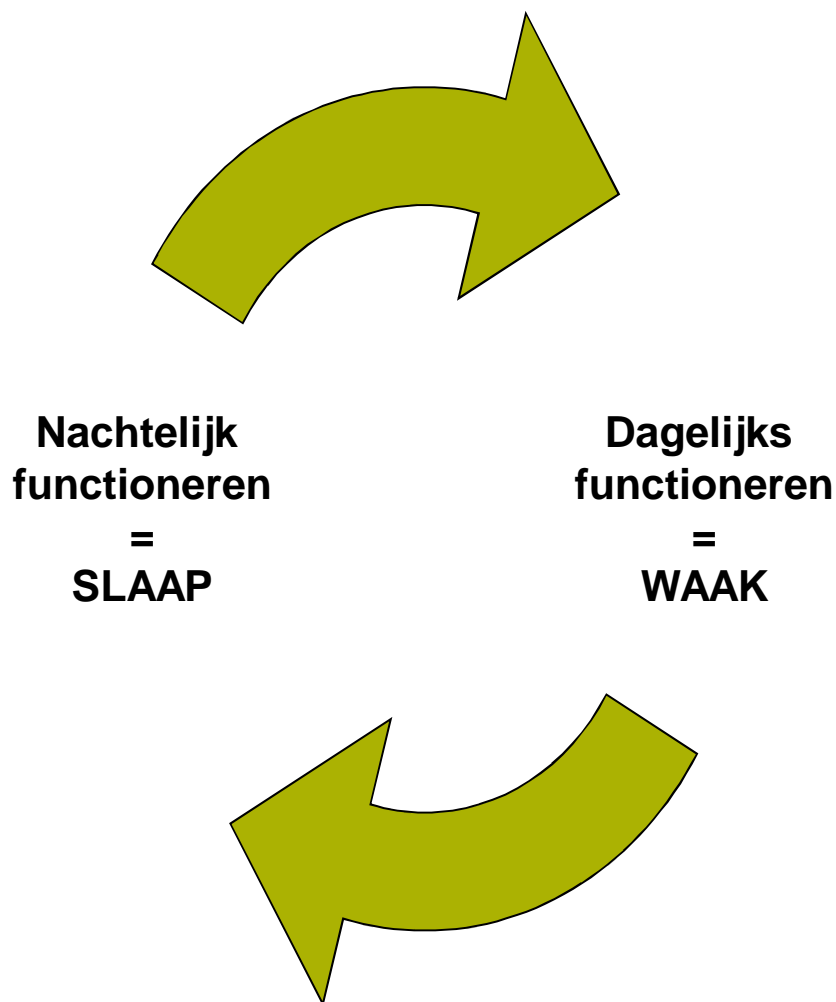 Nachtelijk
functioneren
=
SLAAP
Dagelijks
functioneren
=
WAAK